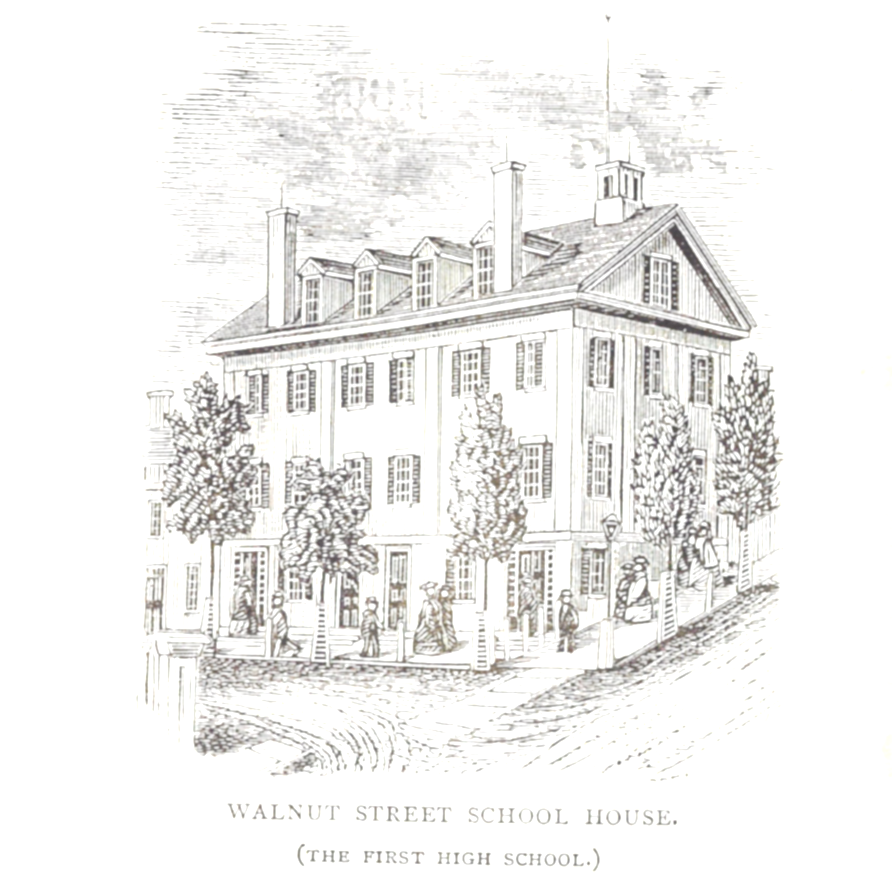 WALNUT STREET SCHOOL HOUSE.
(THE FIRST HIGH SCHOOL.)